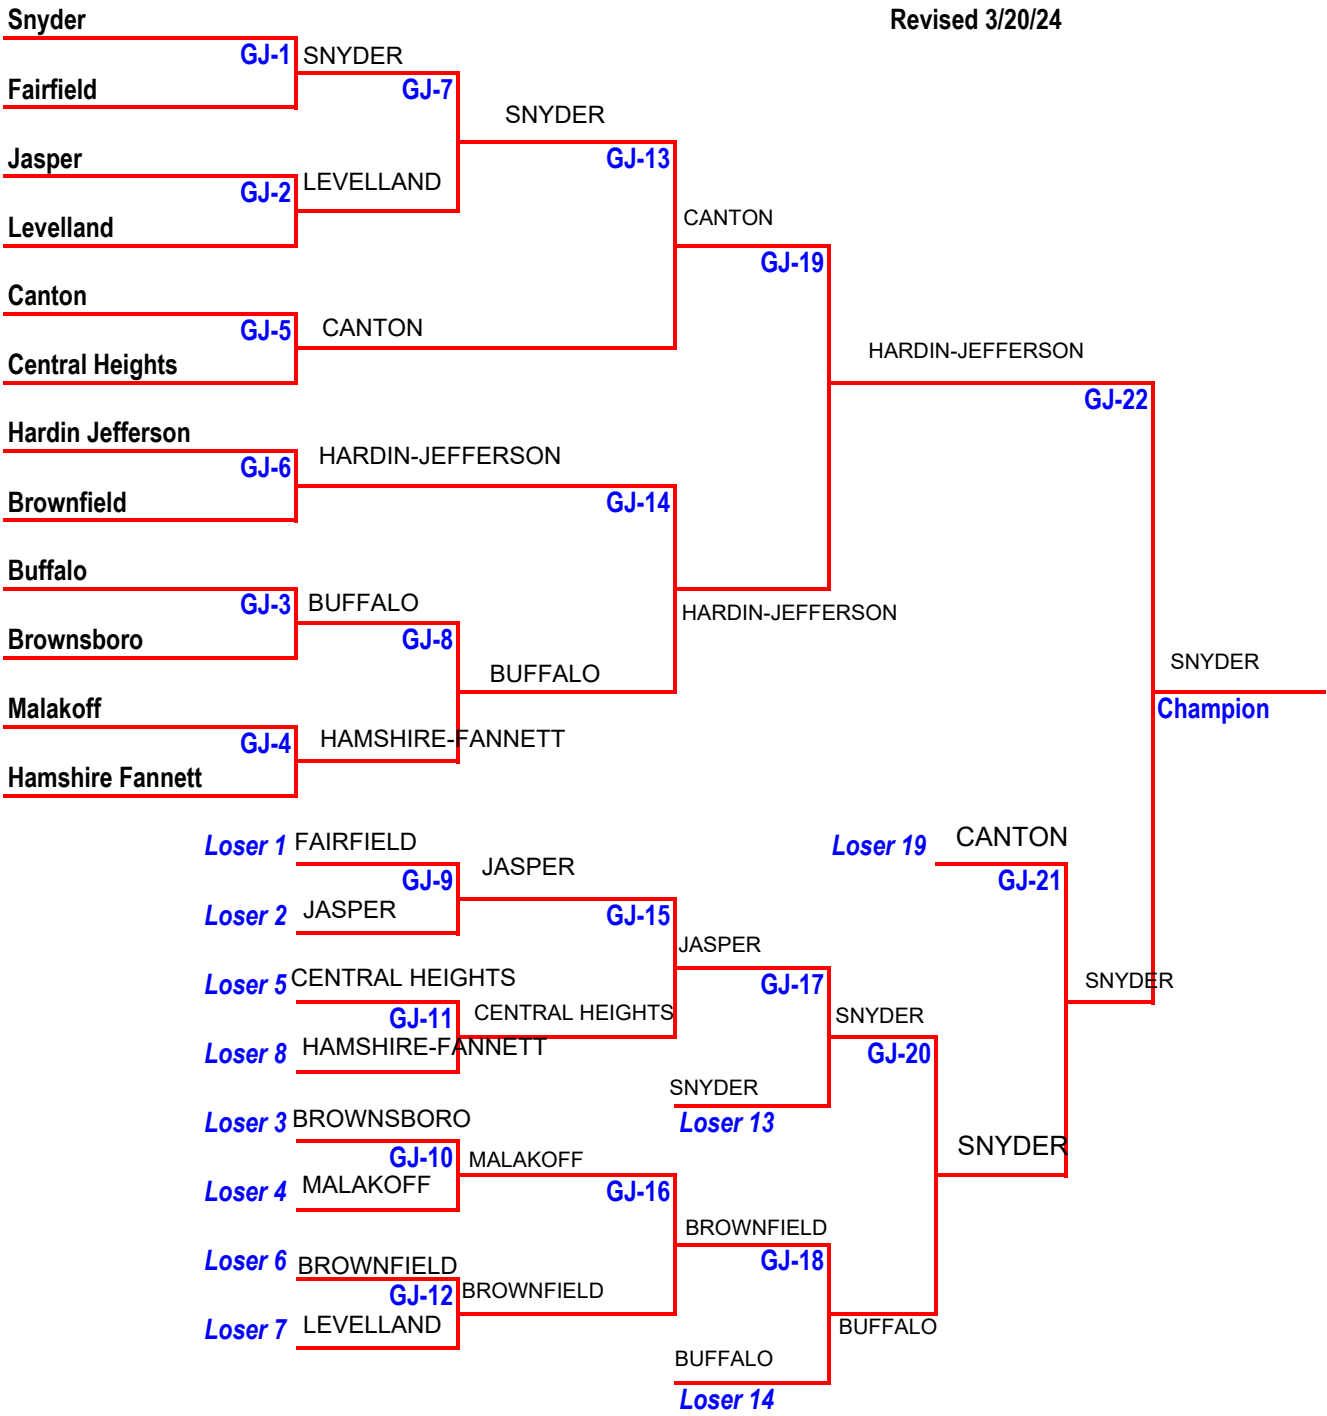 Snyder
Revised 3/20/24
GJ-1 SNYDER
Fairfield
GJ-7
SNYDER
Jasper
GJ-13
GJ-2 LEVELLAND
Levelland
CANTON
GJ-19
Canton
GJ-5 CANTON
HARDIN-JEFFERSON
Central Heights
GJ-22
Hardin Jefferson
GJ-6 HARDIN-JEFFERSON
Brownfield
GJ-14
Buffalo
GJ-3 BUFFALO
HARDIN-JEFFERSON
Brownsboro
GJ-8
SNYDER
BUFFALO
Malakoff
Champion
GJ-4 HAMSHIRE-FANNETT
Hamshire Fannett
Loser 1 FAIRFIELD
Loser 19 CANTON
JASPER
GJ-9
GJ-21
Loser 2 JASPER
GJ-15
JASPER
Loser 5 CENTRAL HEIGHTS
GJ-17
SNYDER
GJ-11 CENTRAL HEIGHTS
SNYDER
Loser 8 HAMSHIRE-FANNETT
GJ-20
SNYDER
Loser 13
Loser 3 BROWNSBORO
SNYDER
GJ-10 MALAKOFF
Loser 4 MALAKOFF
GJ-16
BROWNFIELD
Loser 6 BROWNFIELD
GJ-18
GJ-12 BROWNFIELD
Loser 7 LEVELLAND
BUFFALO
BUFFALO
Loser 14